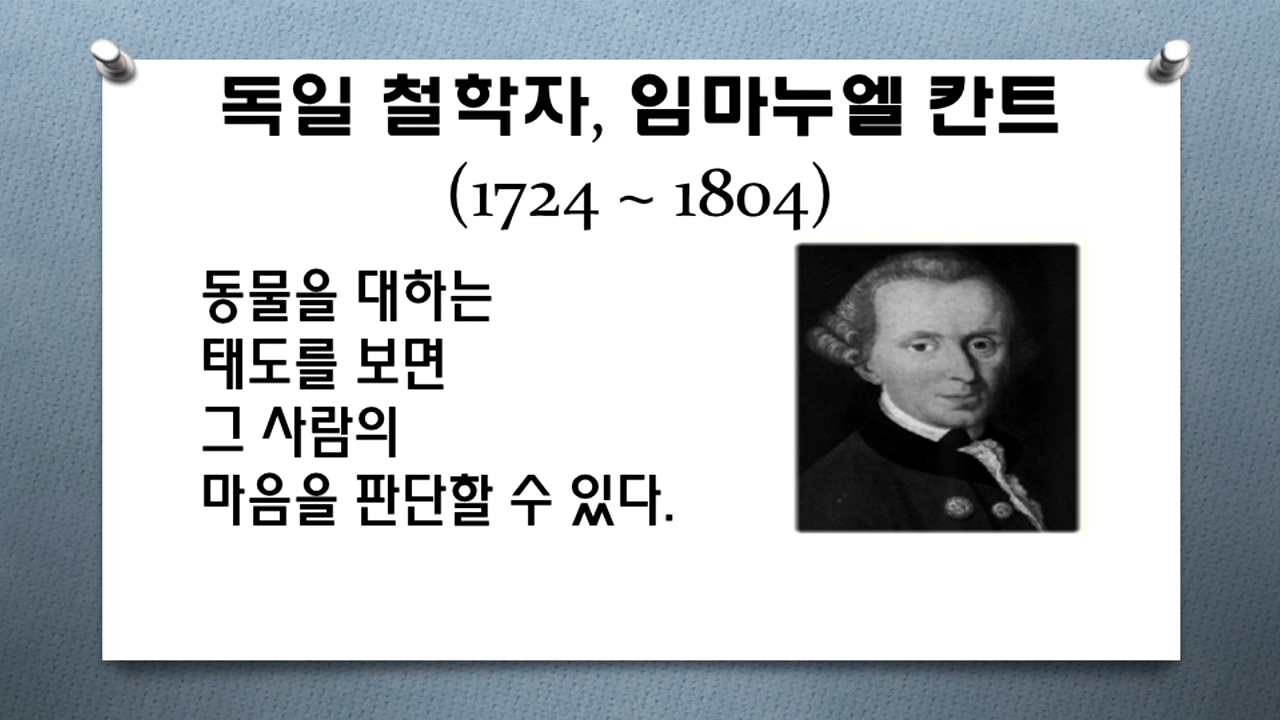 독일 철학자, 임마누엘 칸트
(1724 ~ 1804)
동물을 대하는
태도를 보면
그 사람의
마음을 판단할 수 있다.